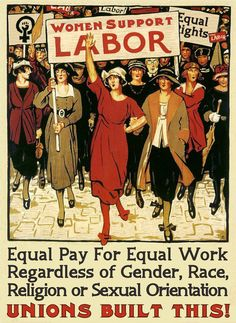 Labor!
WOMEN SUPPORT
LABOR
Equal
Rights
LABOR
Equal Pay For Equal Work
Regardless of Gender, Race,
Religion or Sexual Orientation
UNIONS BUILT THIS!